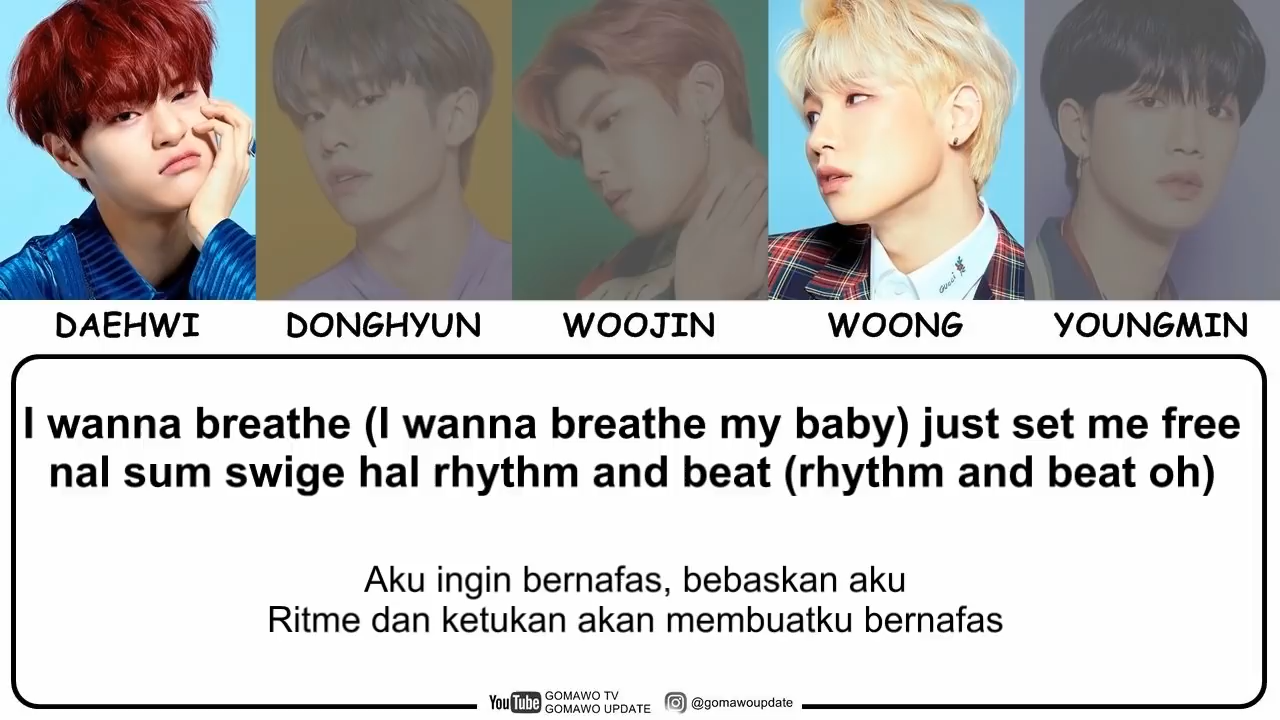 DAEHWI DONGHYUN WOOJIN WOONG YOUNGMIN
I wanna breathe (I wanna breathe my baby) just set me free
nal sum swige hal rhythm and beat (rhythm and beat oh)
Aku ingin bernafas, bebaskan aku
Ritme dan ketukan akan membuatku bernafas
YouTube GOMAWO TV
GOMAWO UPDATE
@gomawoupdate
Gucci